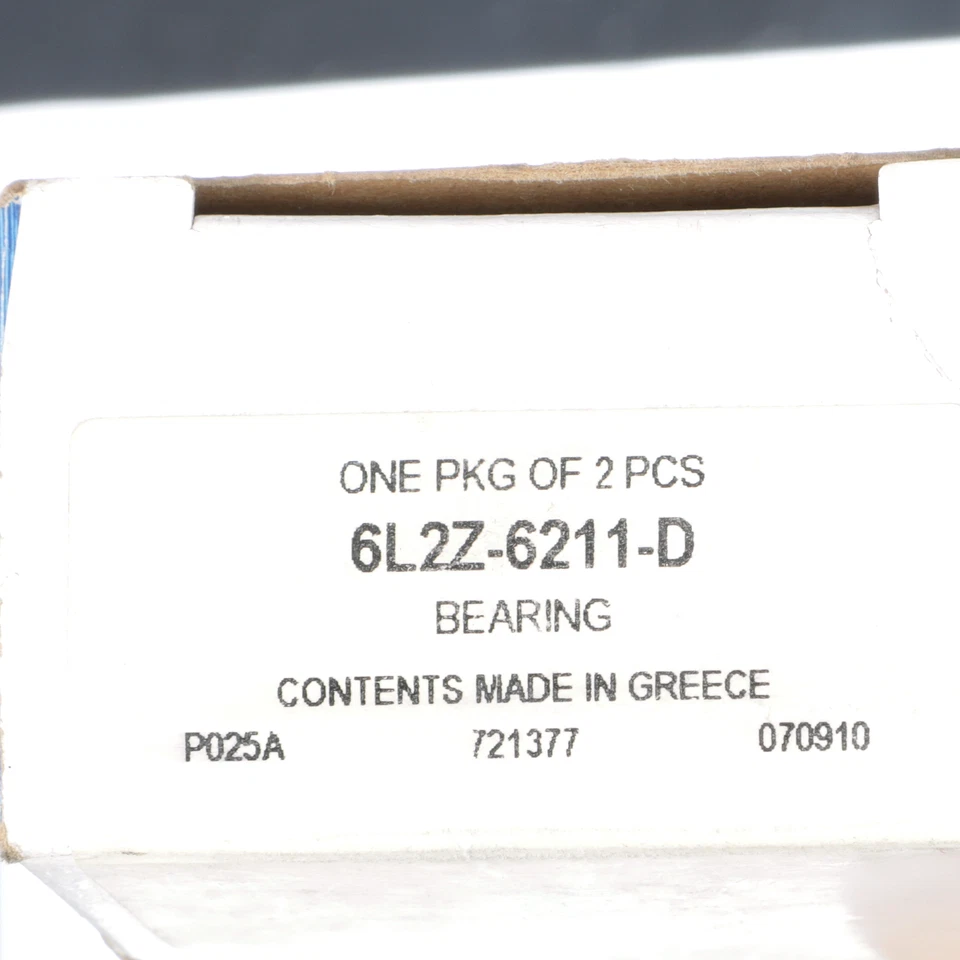 ONE PKG OF 2 PCS
6L2Z-6211-D
BEARING
CONTENTS MADE IN GREECE
P025A 721377 070910